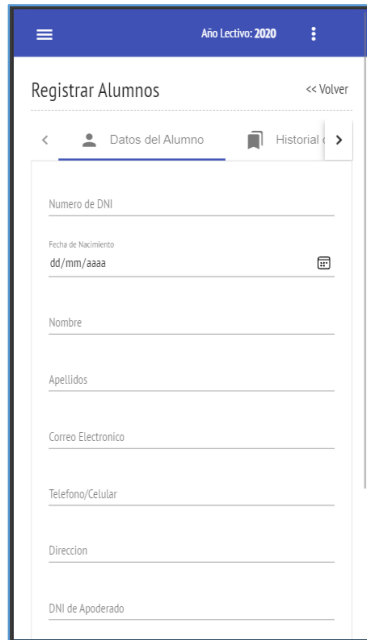 Año Lectivo: 2020
Registrar Alumnos << Volver
Datos del Alumno Historial
Numero de DNI
Fecha de Nacimiento
dd/mm/aaaa
Nombre
Apellidos
Correo Electronico
Telefono/Celular
Direccion
DNI de Apoderado